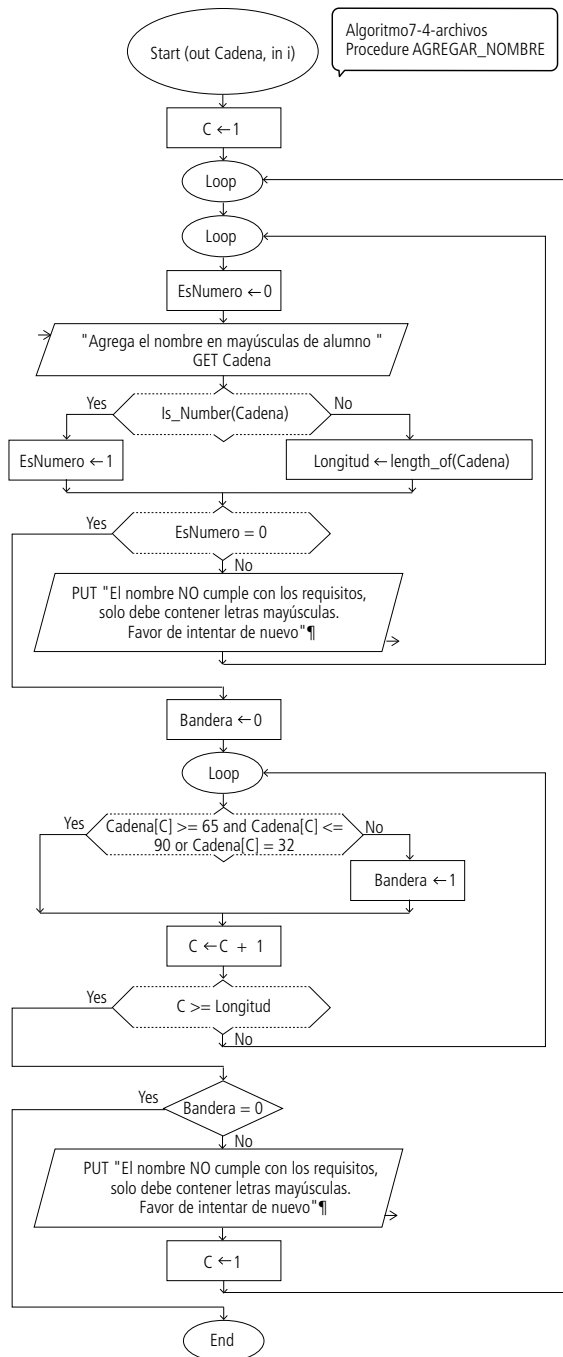 Algoritmo7-4-archivos
Procedure AGREGAR_NOMBRE
Start (out Cadena, in i)
C ←1
Loop
Loop
EsNumero ←0
"Agrega el nombre en mayúsculas de alumno "
GET Cadena
Yes
Is_Number(Cadena)
No
EsNumero ←1
Longitud ←length_of(Cadena)
Yes
EsNumero = 0
No
PUT "El nombre NO cumple con los requisitos,
solo debe contener letras mayúsculas.
Favor de intentar de nuevo"¶
Bandera ←0
Loop
Yes
Cadena[C] >= 65 and Cadena[C] <=
90 or Cadena[C] = 32
No
Bandera ←1
C ←C + 1
Yes
C >= Longitud
No
Yes
Bandera = 0
No
PUT "El nombre NO cumple con los requisitos,
solo debe contener letras mayúsculas.
Favor de intentar de nuevo"¶
C ←1
End